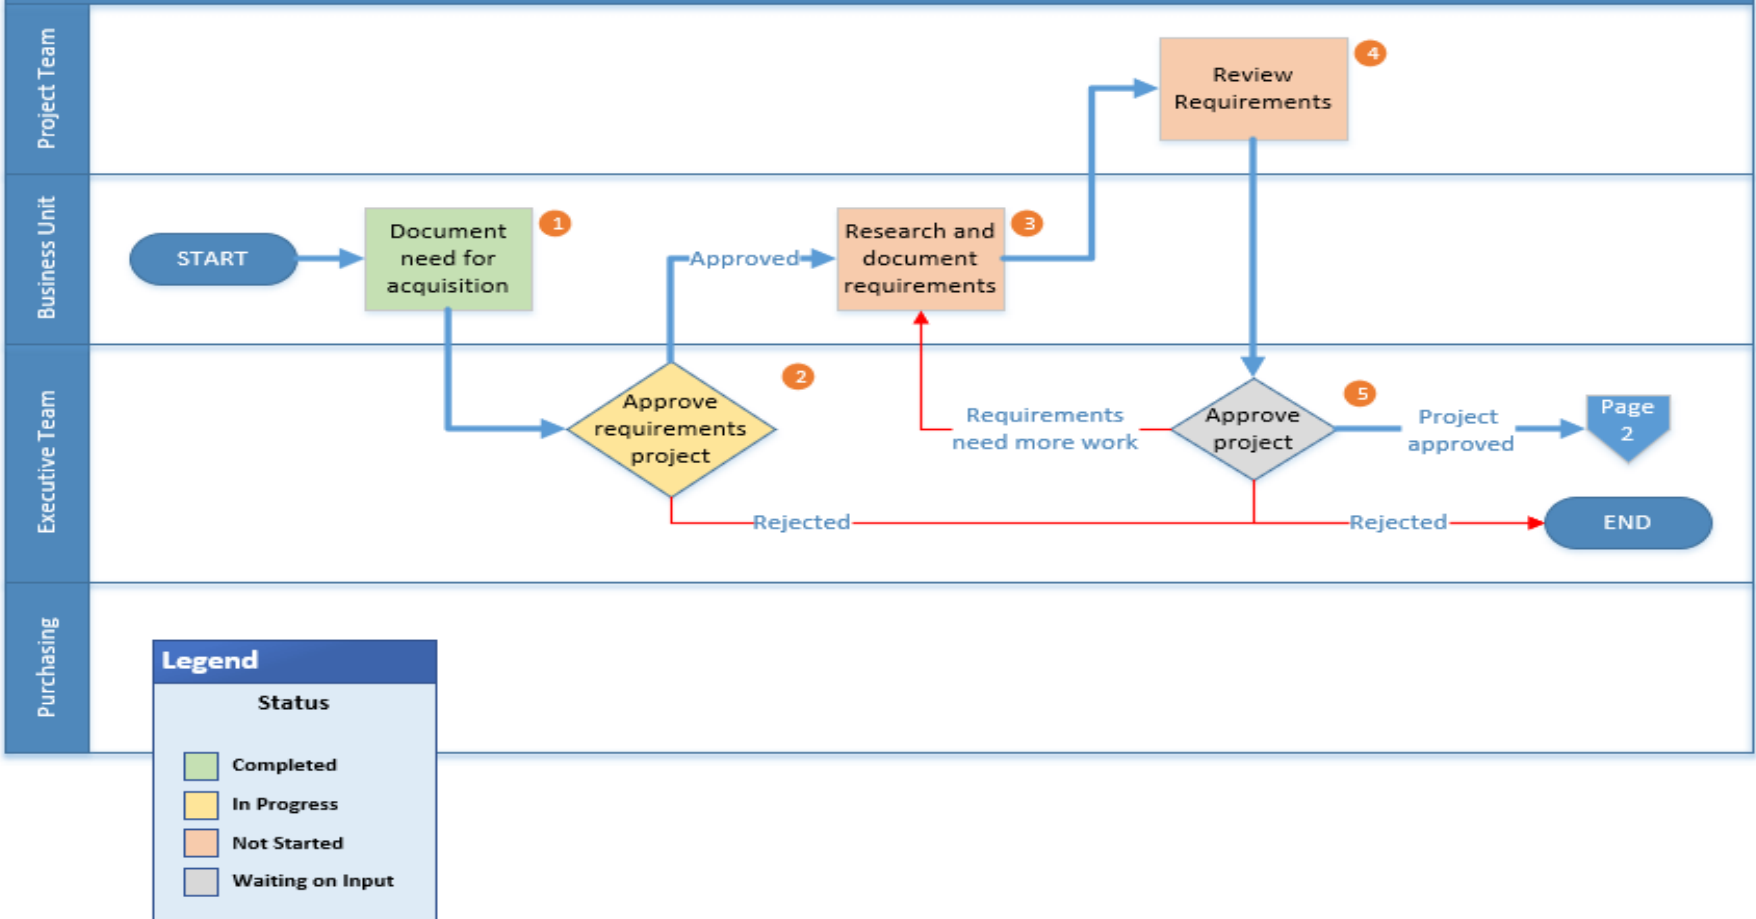 Project Team
Review
Requirements
4
Business Unit
START
Document
need for
acquisition
1
Approved
Research and
document
requirements
3
Executive Team
Approve
requirements
project
2
Requirements
need more work
Approve
project
5
Project
approved
Page
2
Rejected
Rejected
END
Purchasing
Legend
Status
Completed
In Progress
Not Started
Waiting on Input